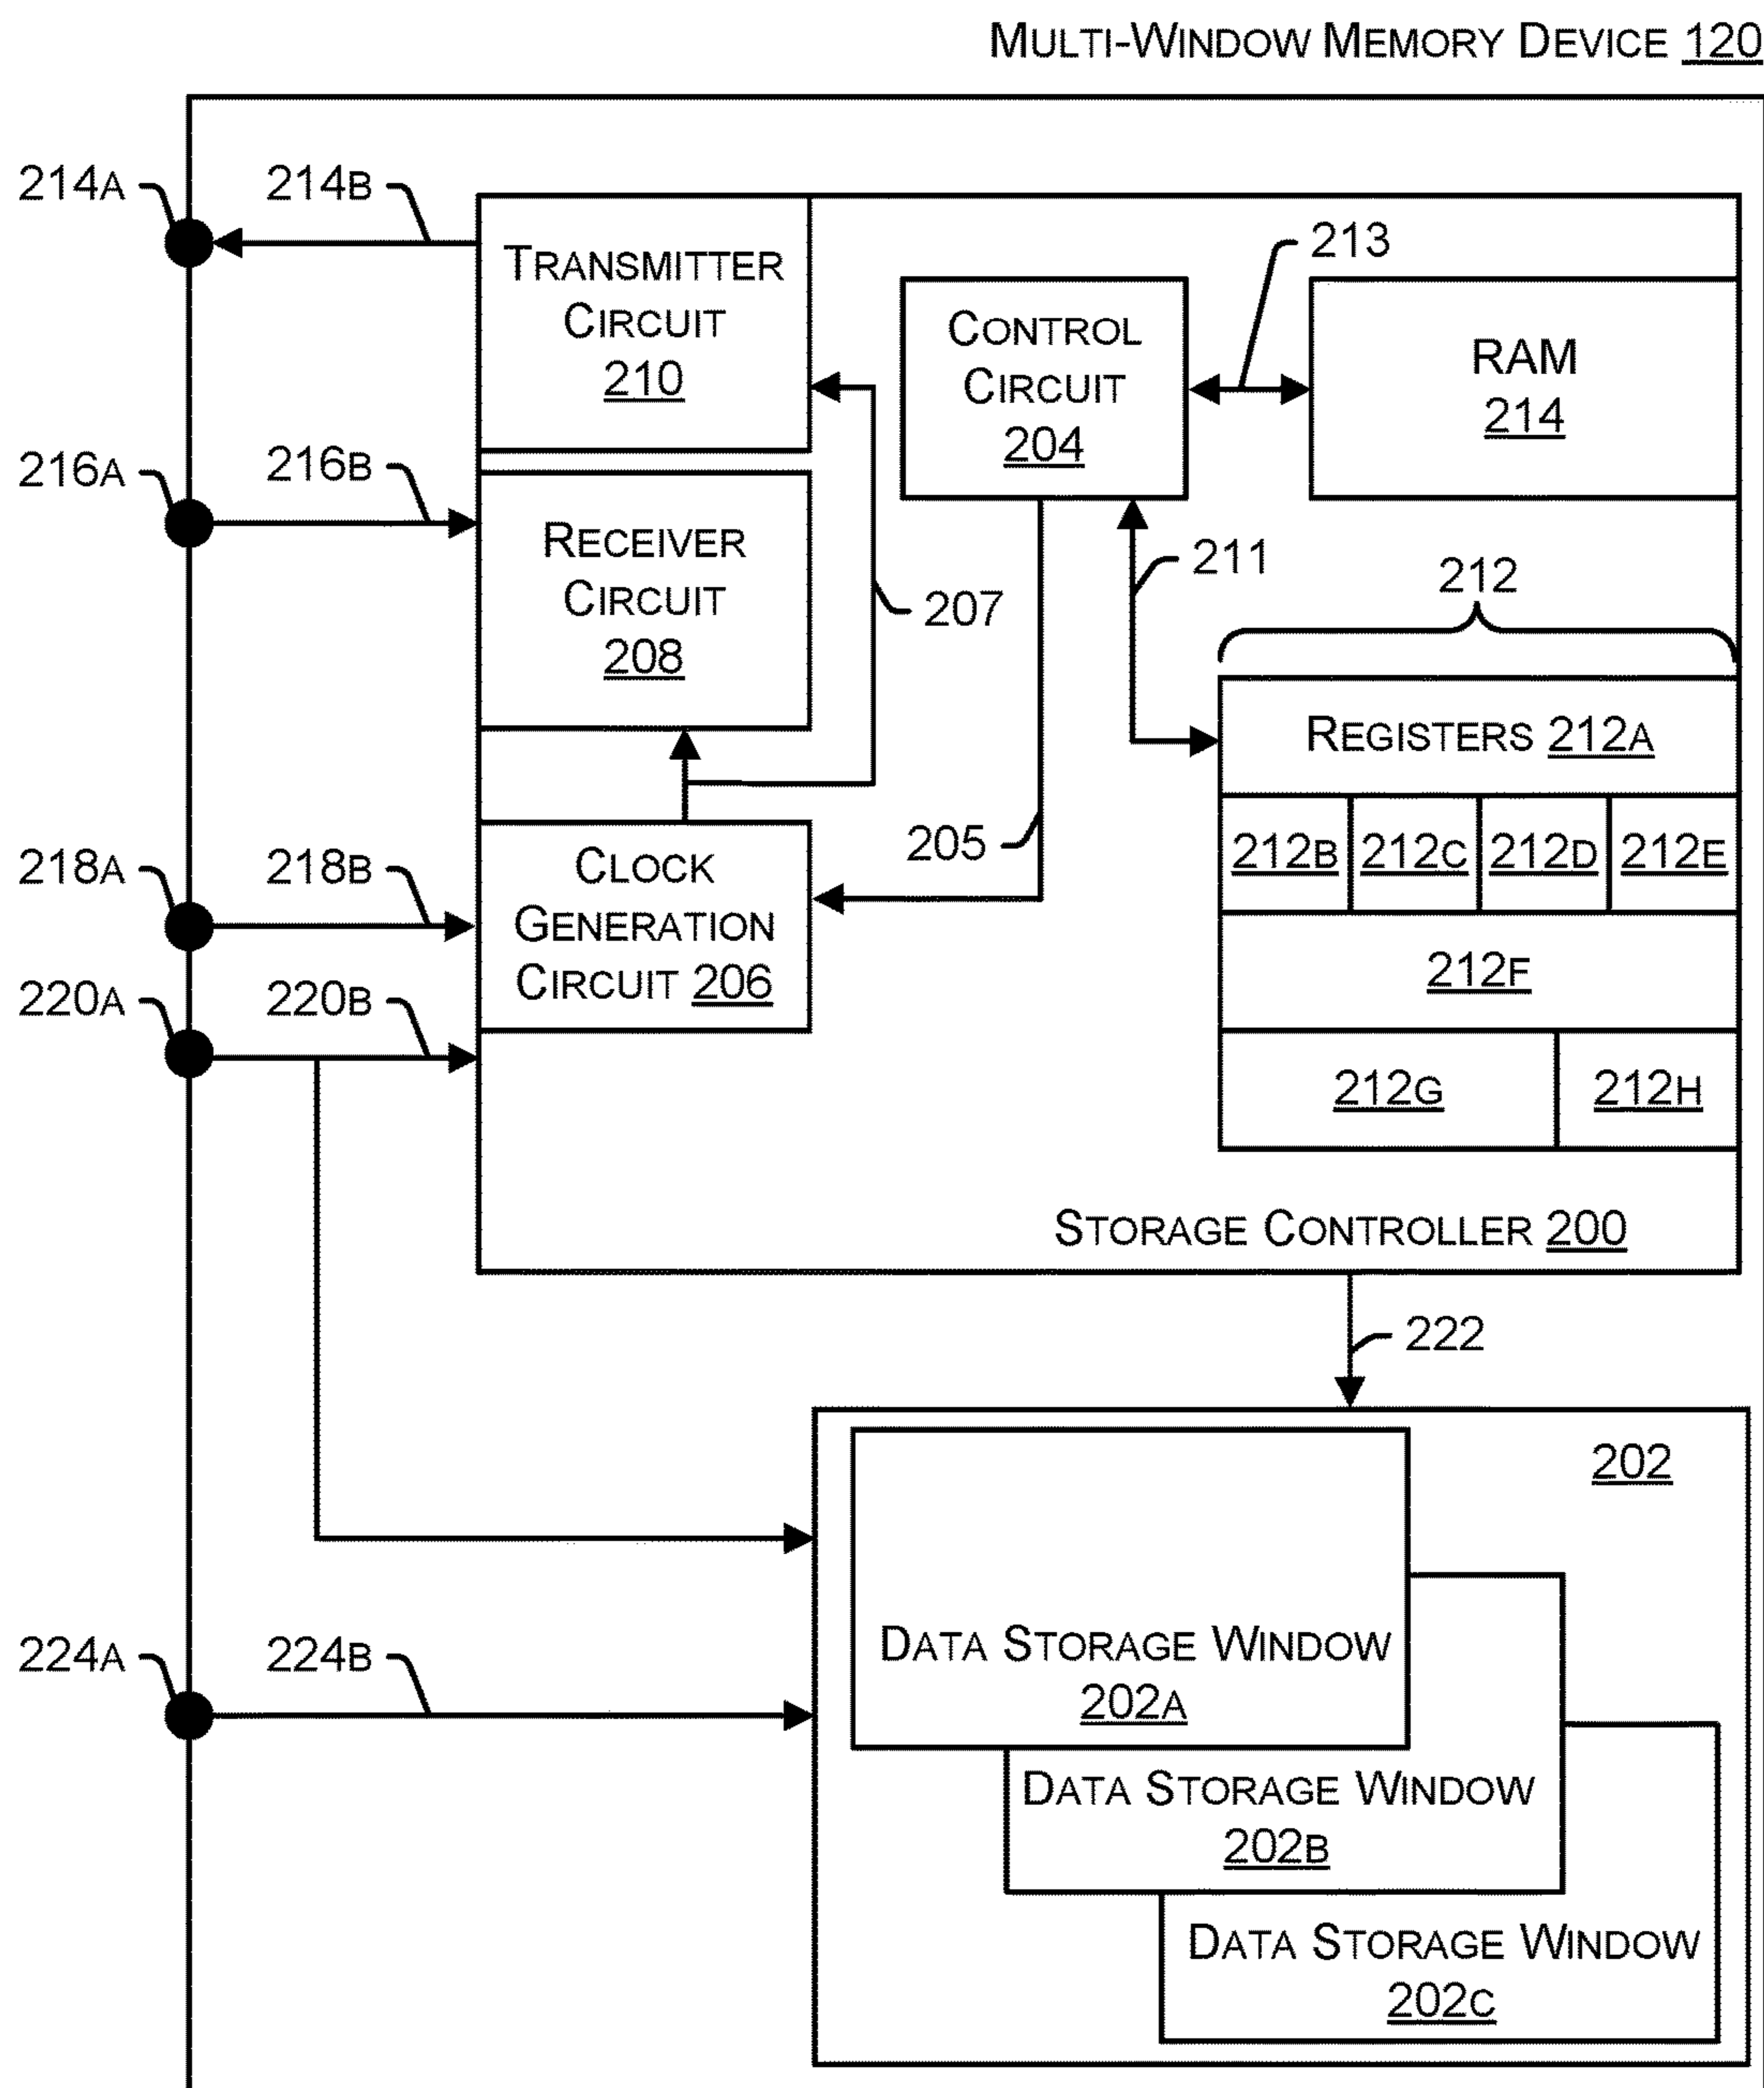 MULTI-WINDOW MEMORY DEVICE 120
214A
214B
TRANSMITTER
CIRCUIT
210
213
CONTROL
CIRCUIT
204
RAM
214
216A
216B
RECEIVER
CIRCUIT
208
207
211
212
REGISTERS 212A
212B 212C 212D 212E
212F
212G 212H
205
218A
218B
CLOCK
GENERATION
CIRCUIT 206
220A
220B
STORAGE CONTROLLER 200
222
202
224A
224B
DATA STORAGE WINDOW
202A
DATA STORAGE WINDOW
202B
DATA STORAGE WINDOW
202C